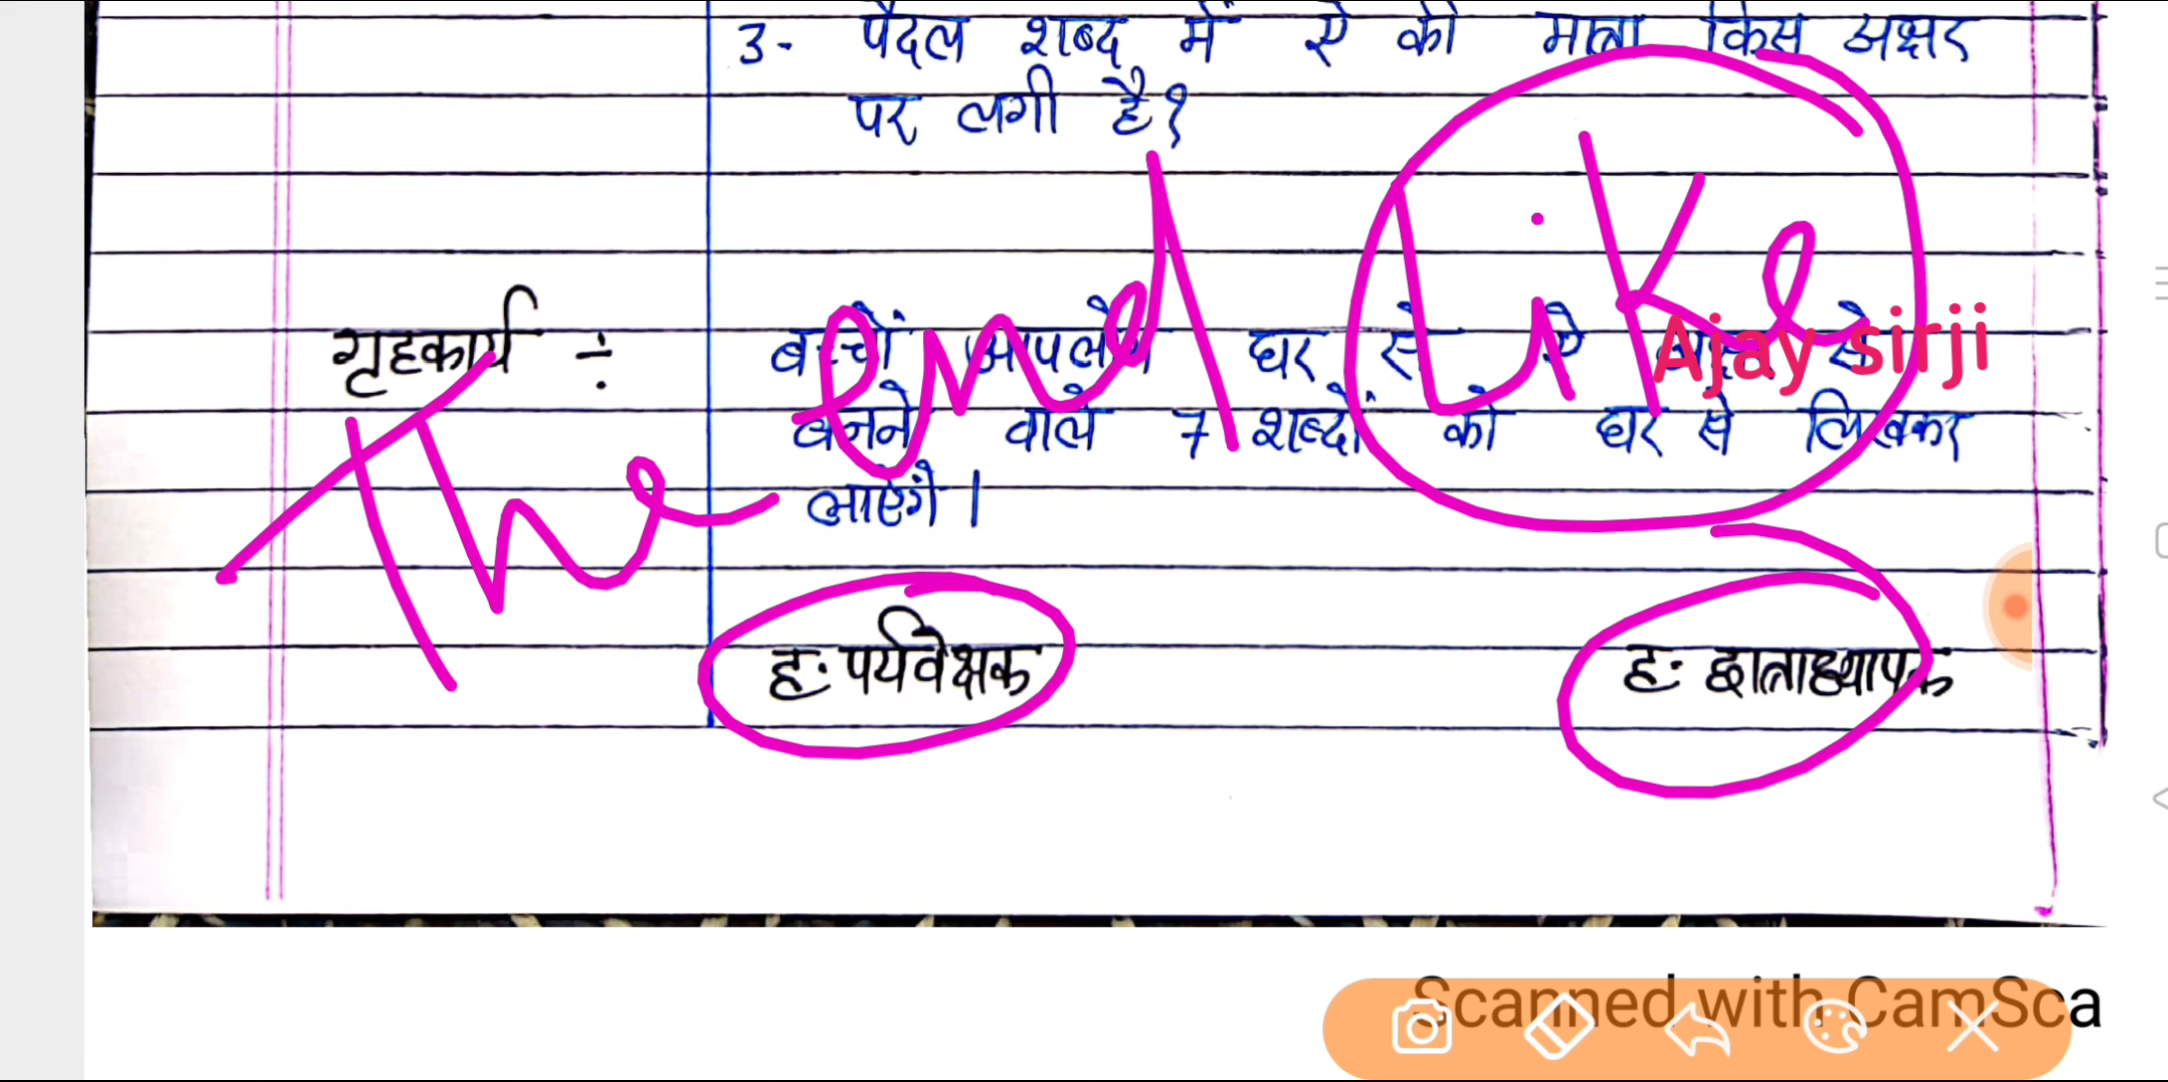 3- पैदल शब्द में ऐ की मात्रा किस अक्षर
पर लगी है?
गृहकार्य ÷ बच्चों आपलोग घर से ऐ से
बनने वाले 7 शब्दों को घर से लिखकर
लाऐंगे।
The End
Like
Ajay sirji
ह: पर्यवेक्षक
ह: छात्राध्यापक
Scanned with CamSca